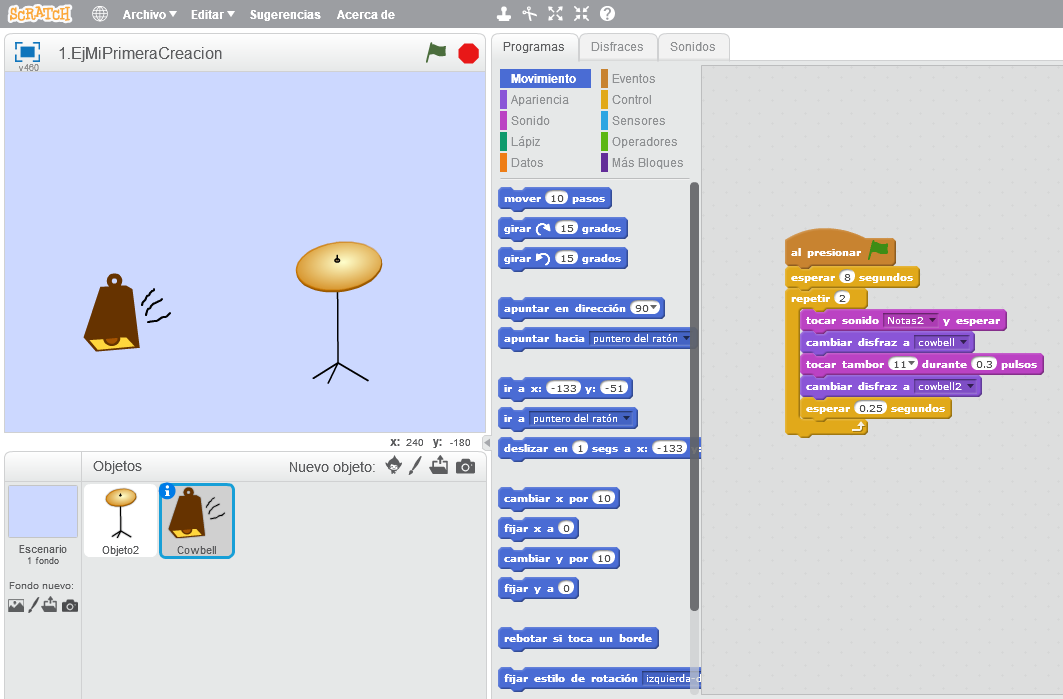 SCRATCH
Archivo Editar Sugerencias Acerca de
v460
1.EjMiPrimeraCreacion
x: 240 y: -180
Objetos
Nuevo objeto:
Escenario
1 fondo
Fondo nuevo:
Objeto2
Cowbell
Programas Disfraces Sonidos
Movimiento
Apariencia
Sonido
Lápiz
Datos
Eventos
Control
Sensores
Operadores
Más Bloques
mover 10 pasos
girar 15 grados
girar 15 grados
apuntar en dirección 90
apuntar hacia puntero del ratón
ir a x: -133 y: -51
ir a puntero del ratón
deslizar en 1 segs a x: -133
cambiar x por 10
fijar x a 0
cambiar y por 10
fijar y a 0
rebotar si toca un borde
fijar estilo de rotación izquierda-d
al presionar
esperar 8 segundos
repetir 2
tocar sonido Notas2 y esperar
cambiar disfraz a cowbell
tocar tambor 11 durante 0.3 pulsos
cambiar disfraz a cowbell2
esperar 0.25 segundos